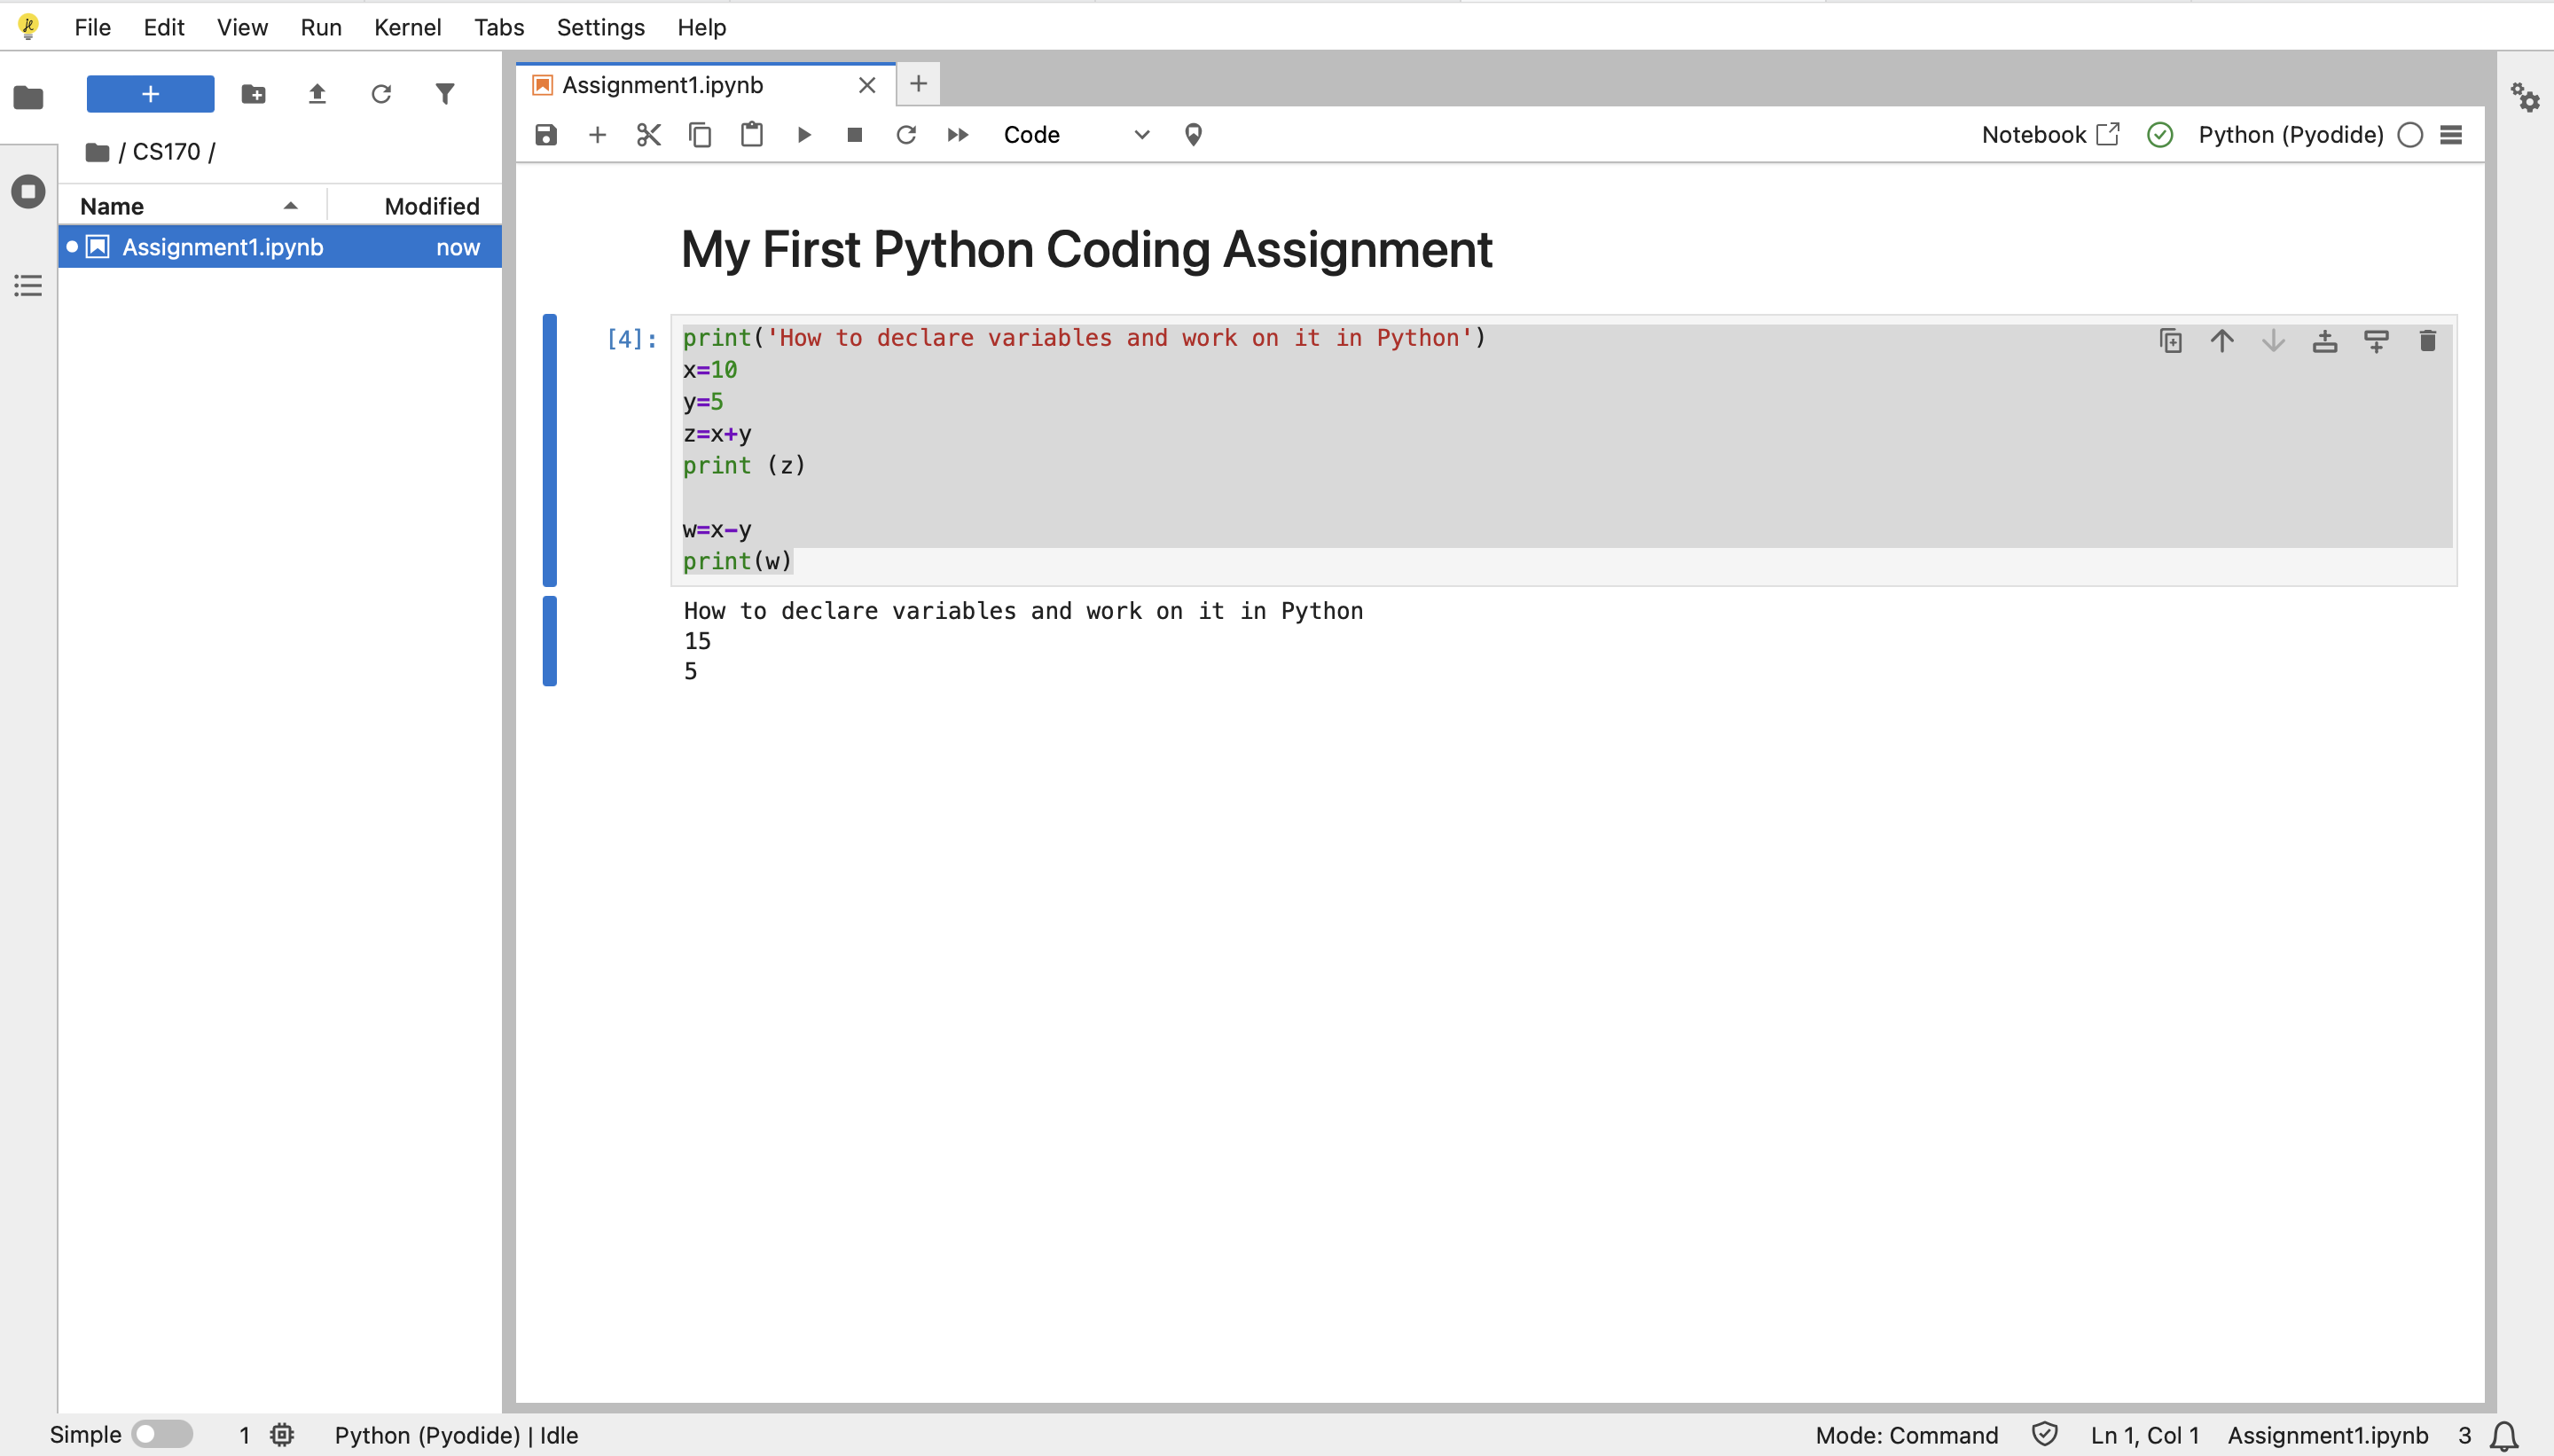 File Edit View Run Kernel Tabs Settings Help
+
/ CS170 /
Name Modified
Assignment1.ipynb now
Assignment1.ipynb
Code
Notebook Python (Pyodide)
My First Python Coding Assignment
[4]:
print('How to declare variables and work on it in Python')
x=10
y=5
z=x+y
print (z)
w=x-y
print(w)
How to declare variables and work on it in Python
15
5
Simple 1 Python (Pyodide) | Idle Mode: Command Ln 1, Col 1 Assignment1.ipynb 3